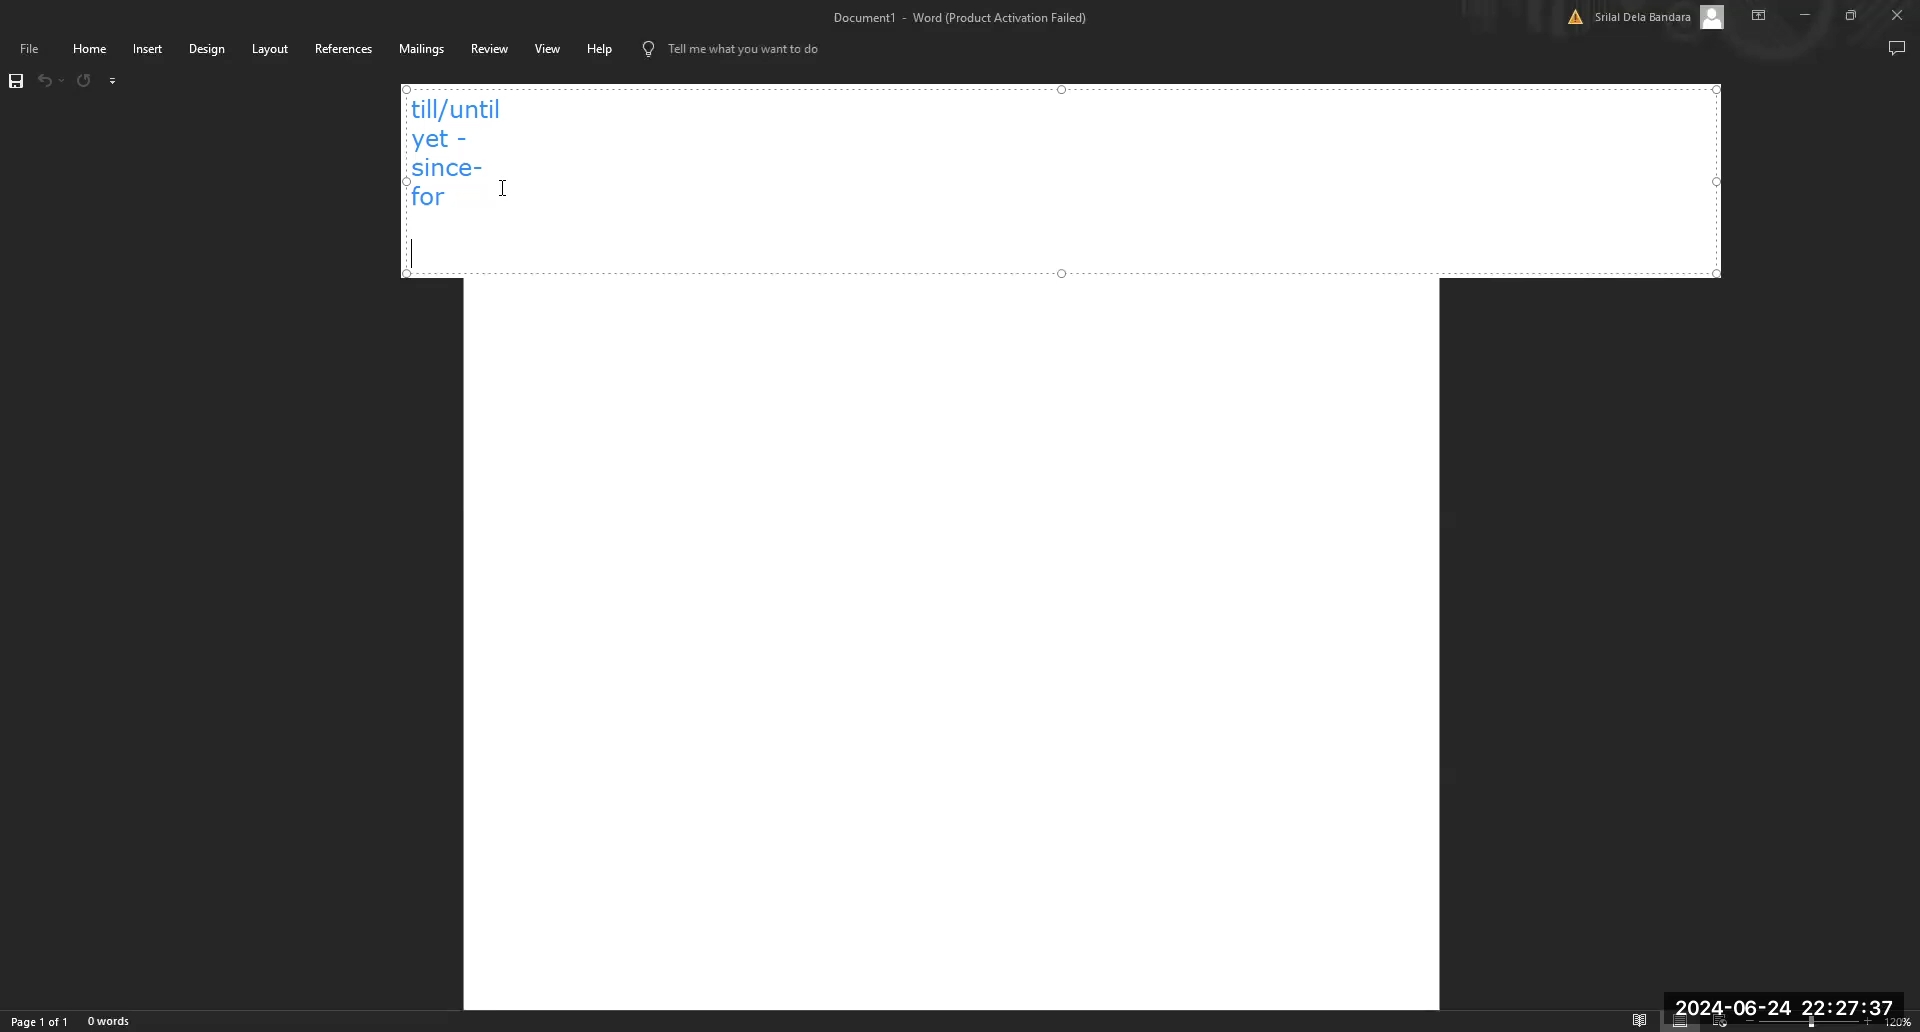 Document1 - Word (Product Activation Failed)
Srilal Dela Bandara
File Home Insert Design Layout References Mailings Review View Help Tell me what you want to do
till/until
yet -
since-
for
2024-06-24 22:27:37
Page 1 of 1 0 words
120%